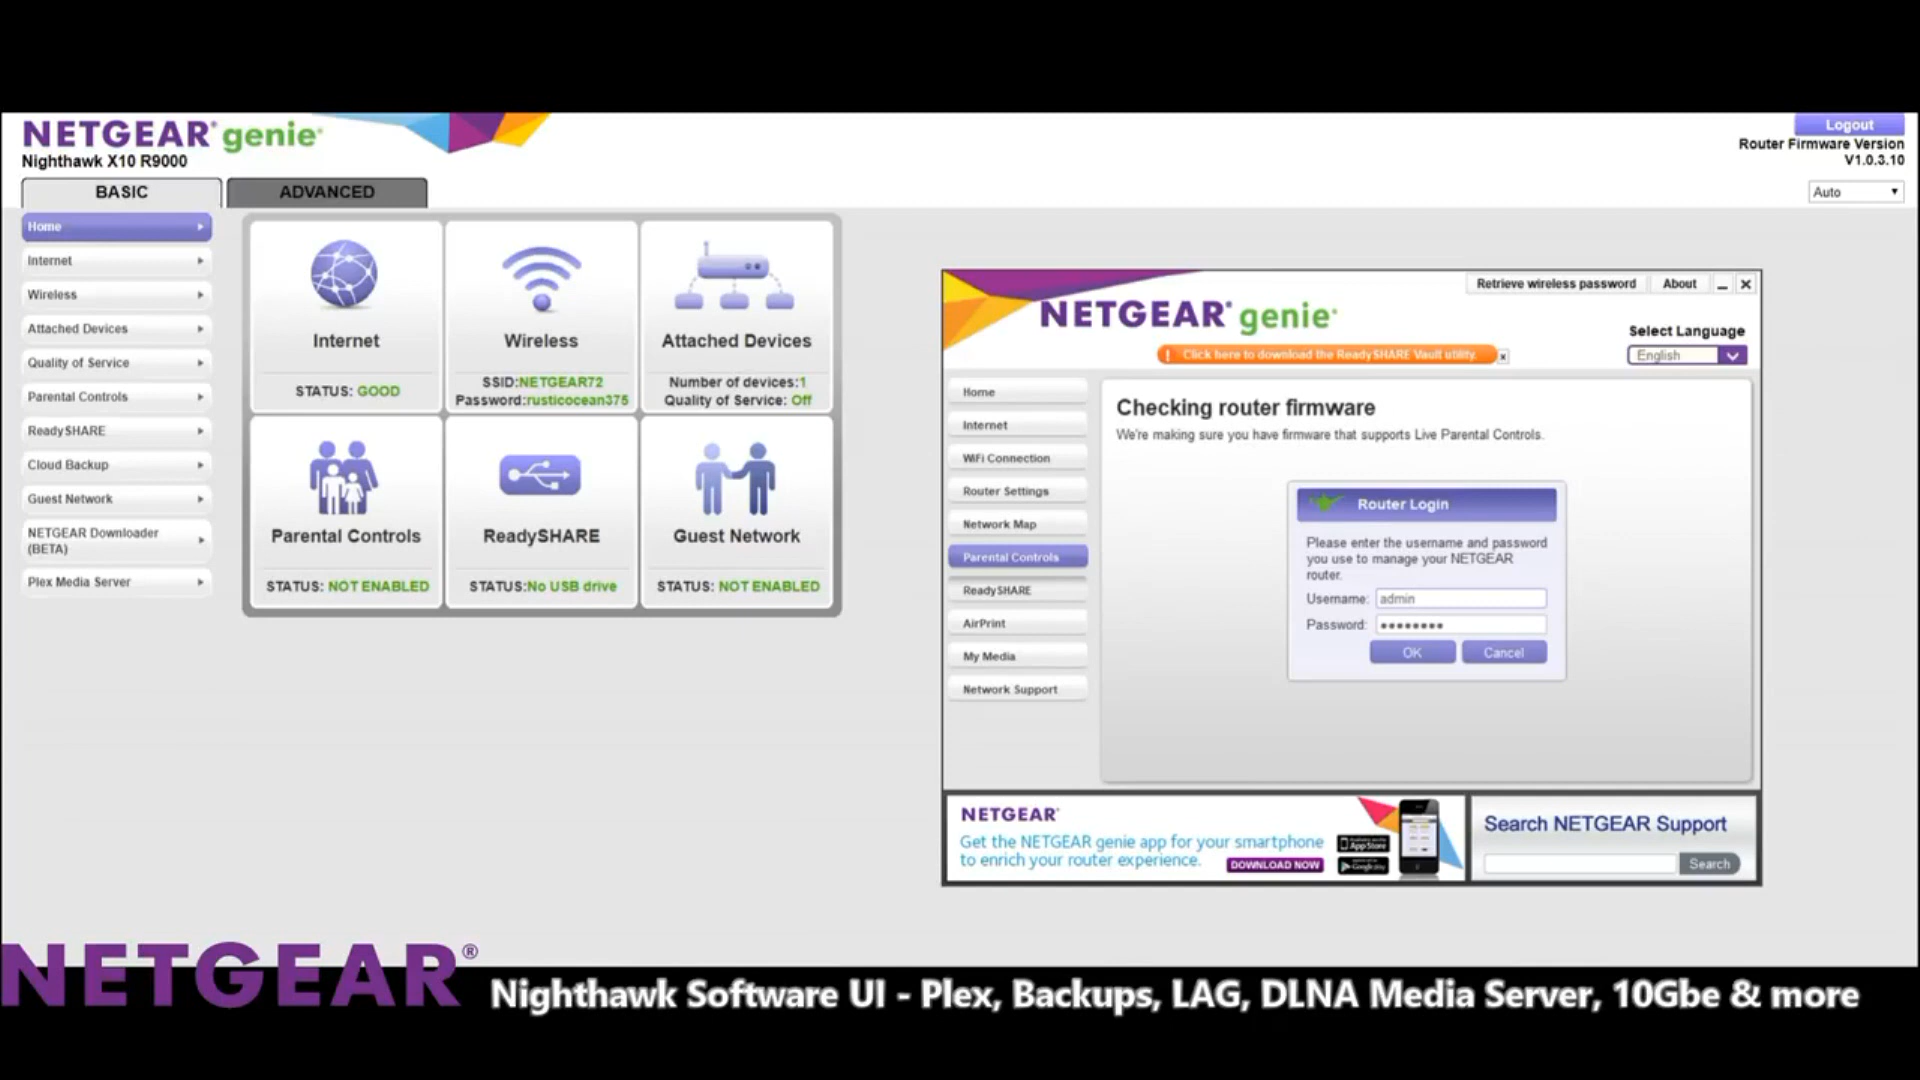 NETGEAR® genie®
Nighthawk X10 R9000
Logout
Router Firmware Version
V1.0.3.10
BASIC
ADVANCED
Auto
Home
Internet
Wireless
Attached Devices
Quality of Service
Parental Controls
ReadySHARE
Cloud Backup
Guest Network
NETGEAR Downloader
(BETA)
Plex Media Server
Internet
STATUS: GOOD
Wireless
SSID:NETGEAR72
Password:rusticocean375
Attached Devices
Number of devices:1
Quality of Service: Off
Parental Controls
STATUS: NOT ENABLED
ReadySHARE
STATUS:No USB drive
Guest Network
STATUS: NOT ENABLED
Retrieve wireless password
About
NETGEAR® genie®
Select Language
English
! Click here to download the ReadySHARE Vault utility. x
Home
Internet
WiFi Connection
Router Settings
Network Map
Parental Controls
ReadySHARE
AirPrint
My Media
Network Support
Checking router firmware
We're making sure you have firmware that supports Live Parental Controls.
Router Login
Please enter the username and password
you use to manage your NETGEAR
router.
Username: admin
Password: ●●●●●●●●
OK
Cancel
NETGEAR®
Get the NETGEAR genie app for your smartphone
to enrich your router experience.
DOWNLOAD NOW
App Store
Google play
Search NETGEAR Support
Search
NETGEAR®
Nighthawk Software UI - Plex, Backups, LAG, DLNA Media Server, 10Gbe & more